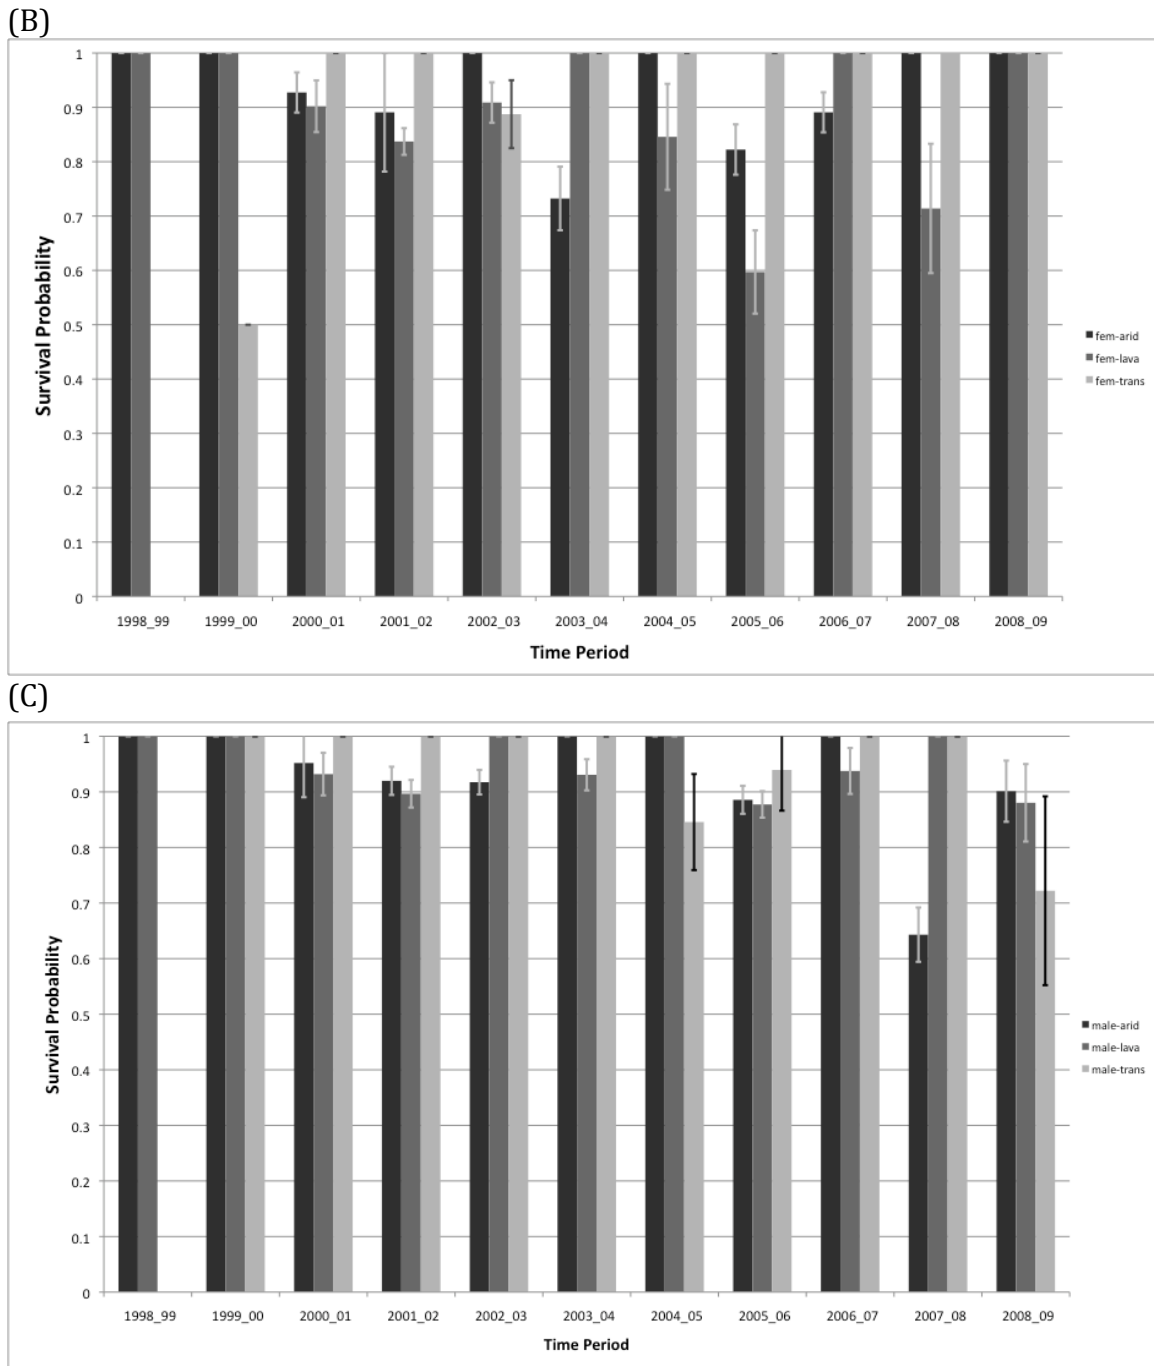 (B)
1
0.9
0.8
0.7
0.6
0.5
0.4
0.3
0.2
0.1
0
Survival Probability
1998_99 1999_00 2000_01 2001_02 2002_03 2003_04 2004_05 2005_06 2006_07 2007_08 2008_09
Time Period
fem-arid
fem-lava
fem-trans
(C)
1
0.9
0.8
0.7
0.6
0.5
0.4
0.3
0.2
0.1
0
Survival Probability
1998_99 1999_00 2000_01 2001_02 2002_03 2003_04 2004_05 2005_06 2006_07 2007_08 2008_09
Time Period
male-arid
male-lava
male-trans